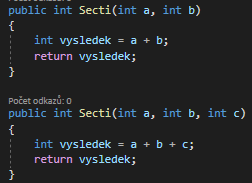 public int Secti(int a, int b)
{
int vysledek = a + b;
return vysledek;
}
Počet odkazů: 0
public int Secti(int a, int b, int c)
{
int vysledek = a + b + c;
return vysledek;
}